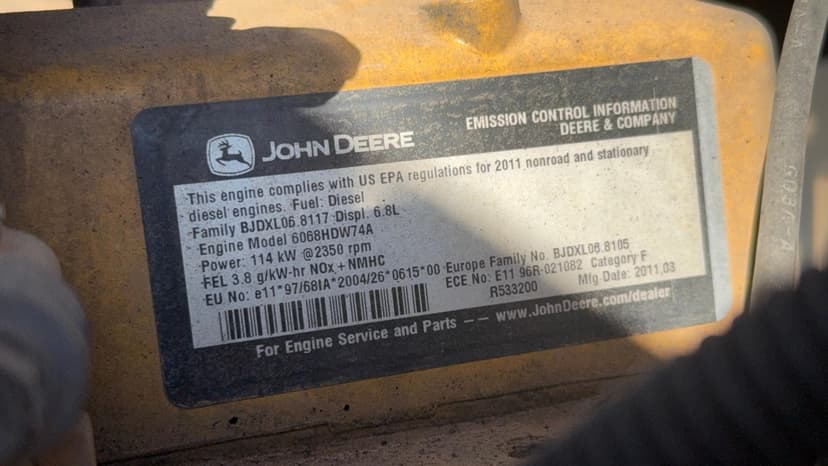 JOHN DEERE
EMISSION CONTROL INFORMATION
DEERE & COMPANY
This engine complies with US EPA regulations for 2011 nonroad and stationary
diesel engines. Fuel: Diesel
Family BJDXL06.8117 Displ. 6.8L
Engine Model 6068HDW74A
Power: 114 kW @2350 rpm
FEL 3.8 g/kW-hr NOx + NMHC Europe Family No. BJDXL06.8105
EU No: e11*97/68IA*2004/26*0615*00 ECE No: E11 96R-021082 Category F
R533200 Mfg Date: 2011.03
For Engine Service and Parts -- www.JohnDeere.com/dealer